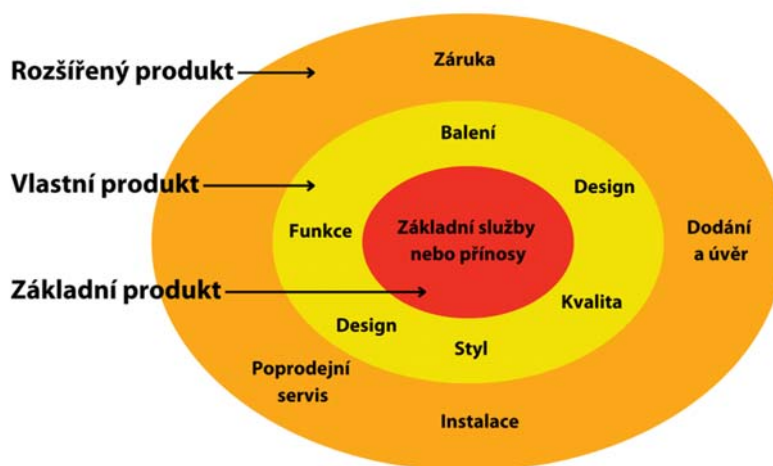 Rozšířený produkt
Záruka
Balení
Vlastní produkt
Design
Funkce
Základní služby
nebo přínosy
Dodání
a úvěr
Základní produkt
Kvalita
Design
Styl
Poprodejní
servis
Instalace